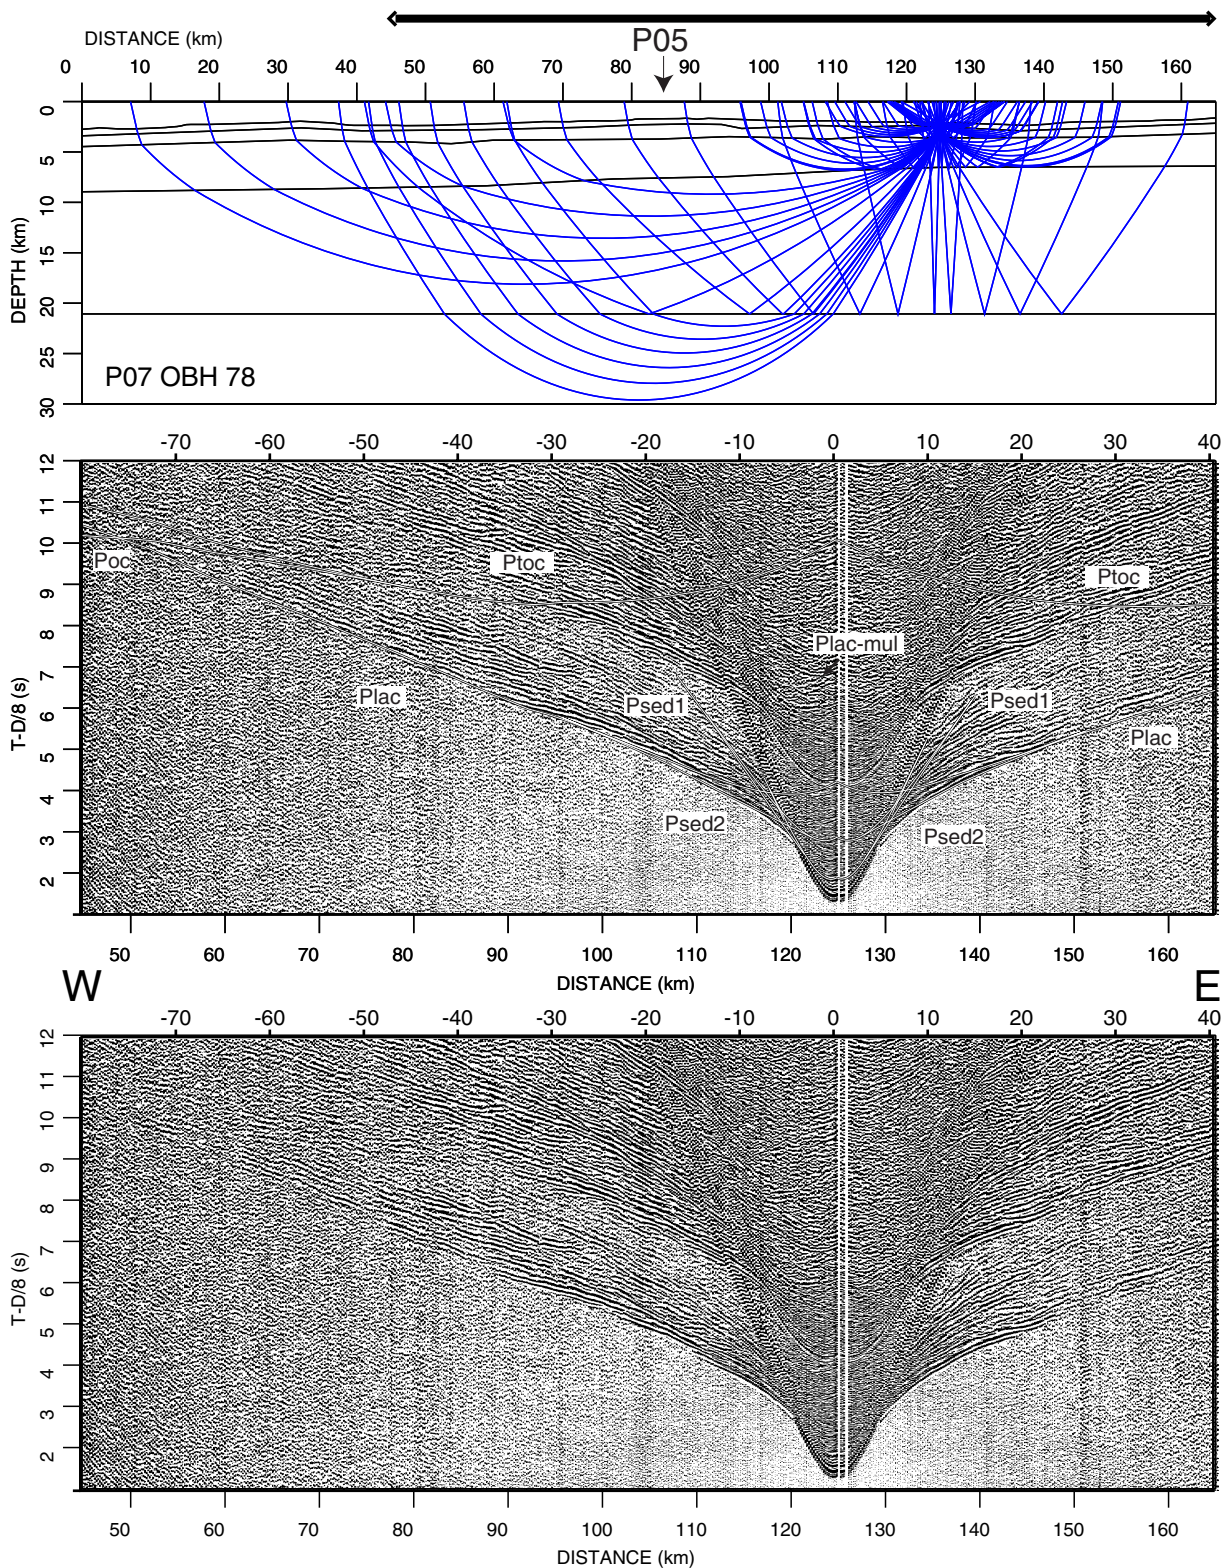 P05
DISTANCE (km)
0 10 20 30 40 50 60 70 80 90 100 110 120 130 140 150 160
0
5
10
15
20
25
30
DEPTH (km)
P07 OBH 78
-70 -60 -50 -40 -30 -20 -10 0 10 20 30 40
12
11
10
9
8
7
6
5
4
3
2
T-D/8 (s)
Poc
Ptoc
Ptoc
Plac-mul
Plac
Psed1
Psed1
Plac
Psed2
Psed2
50 60 70 80 90 100 110 120 130 140 150 160
DISTANCE (km)
W
E
-70 -60 -50 -40 -30 -20 -10 0 10 20 30 40
12
11
10
9
8
7
6
5
4
3
2
T-D/8 (s)
50 60 70 80 90 100 110 120 130 140 150 160
DISTANCE (km)